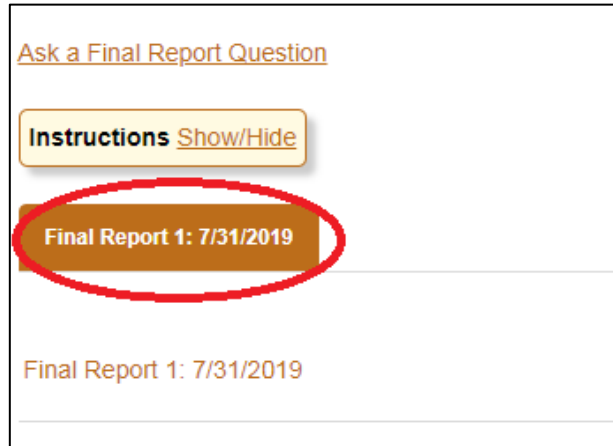 Ask a Final Report Question
Instructions Show/Hide
Final Report 1: 7/31/2019
Final Report 1: 7/31/2019